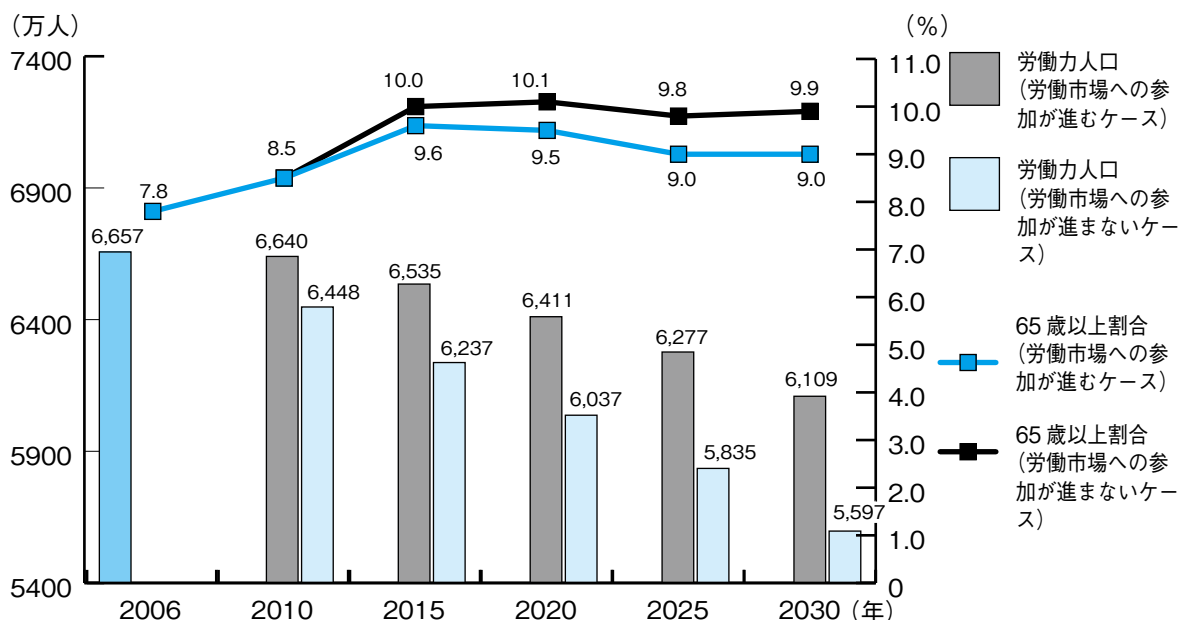 (万人)
(%)
7400
6900
6400
5900
5400
11.0
10.0
9.0
8.0
7.0
6.0
5.0
4.0
3.0
2.0
1.0
0
10.0
10.1
9.8
9.9
7.8
8.5
9.6
9.5
9.0
9.0
6,657
6,640
6,448
6,535
6,237
6,411
6,037
6,277
5,835
6,109
5,597
2006
2010
2015
2020
2025
2030
(年)
労働力人口
(労働市場への参
加が進むケース)
労働力人口
(労働市場への参
加が進まないケー
ス)
65 歳以上割合
(労働市場への参
加が進むケース)
65 歳以上割合
(労働市場への参
加が進まないケー
ス)